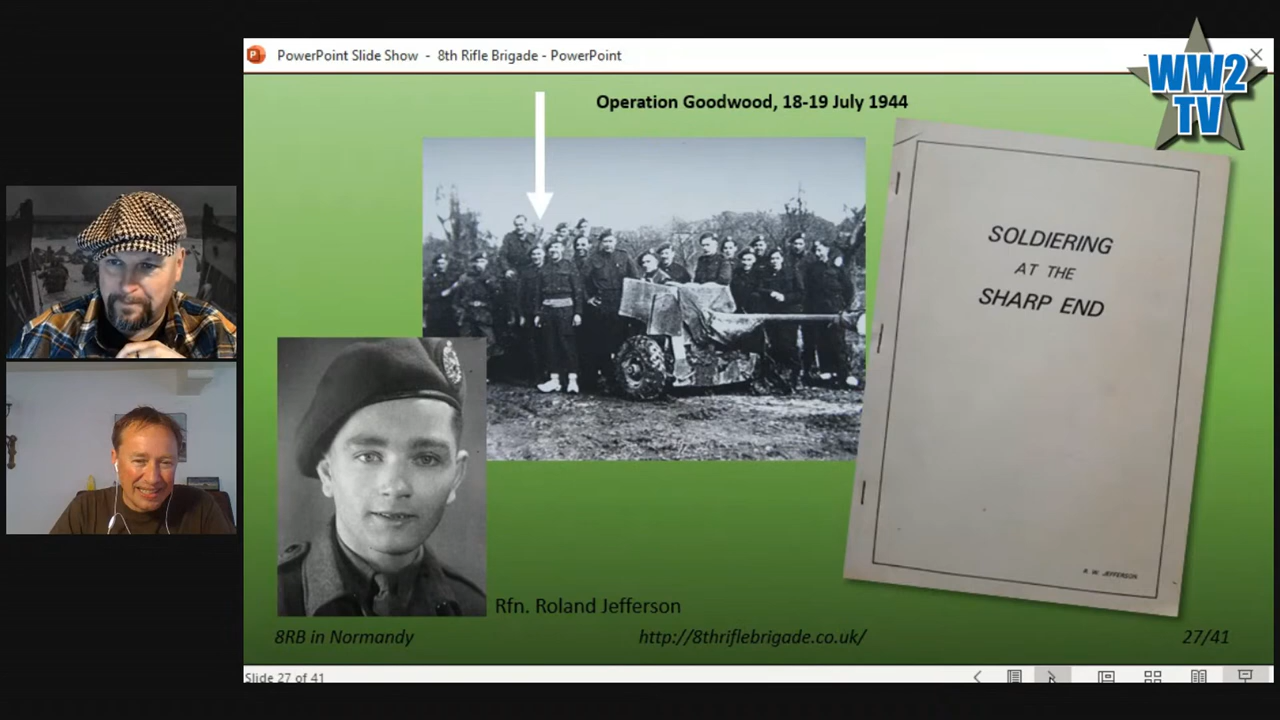 PowerPoint Slide Show - 8th Rifle Brigade - PowerPoint
WW2
TV
Operation Goodwood, 18-19 July 1944
SOLDIERING
AT THE
SHARP END
R. W. JEFFERSON
Rfn. Roland Jefferson
8RB in Normandy
http://8thriflebrigade.co.uk/
27/41
Slide 27 of 41